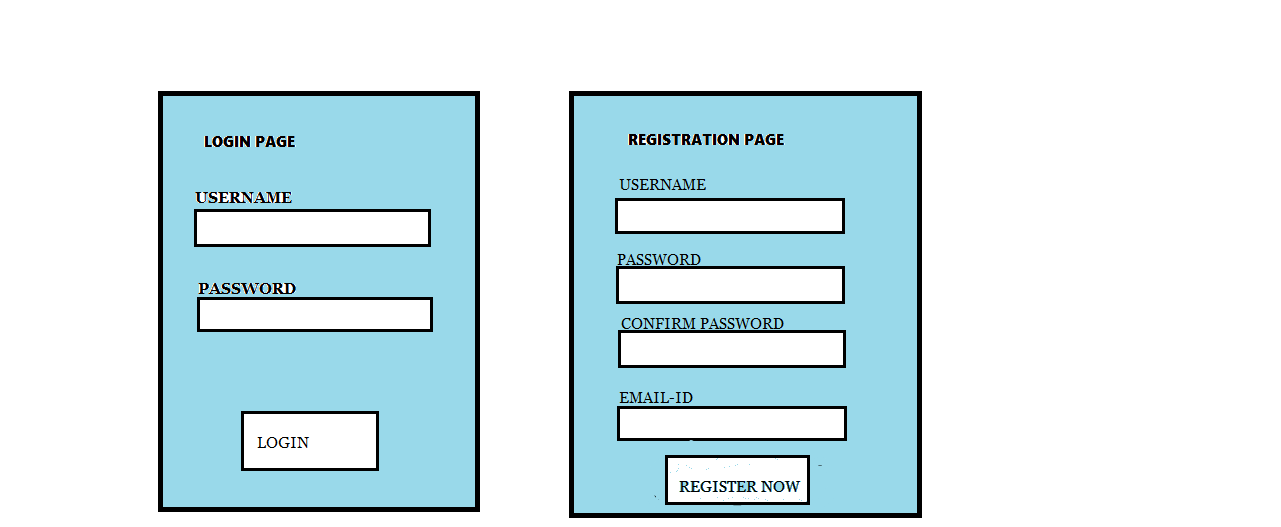 LOGIN PAGE
USERNAME
PASSWORD
LOGIN
REGISTRATION PAGE
USERNAME
PASSWORD
CONFIRM PASSWORD
EMAIL-ID
REGISTER NOW